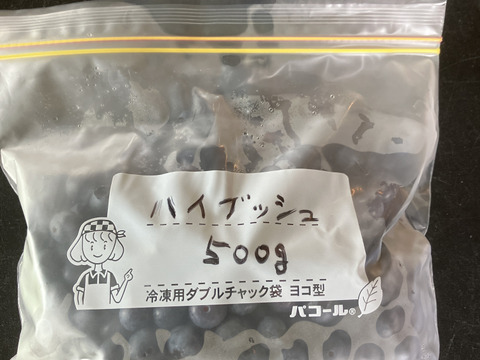 ハイブッシュ
500g
冷凍用ダブルチャック袋 ヨコ型
パコール®